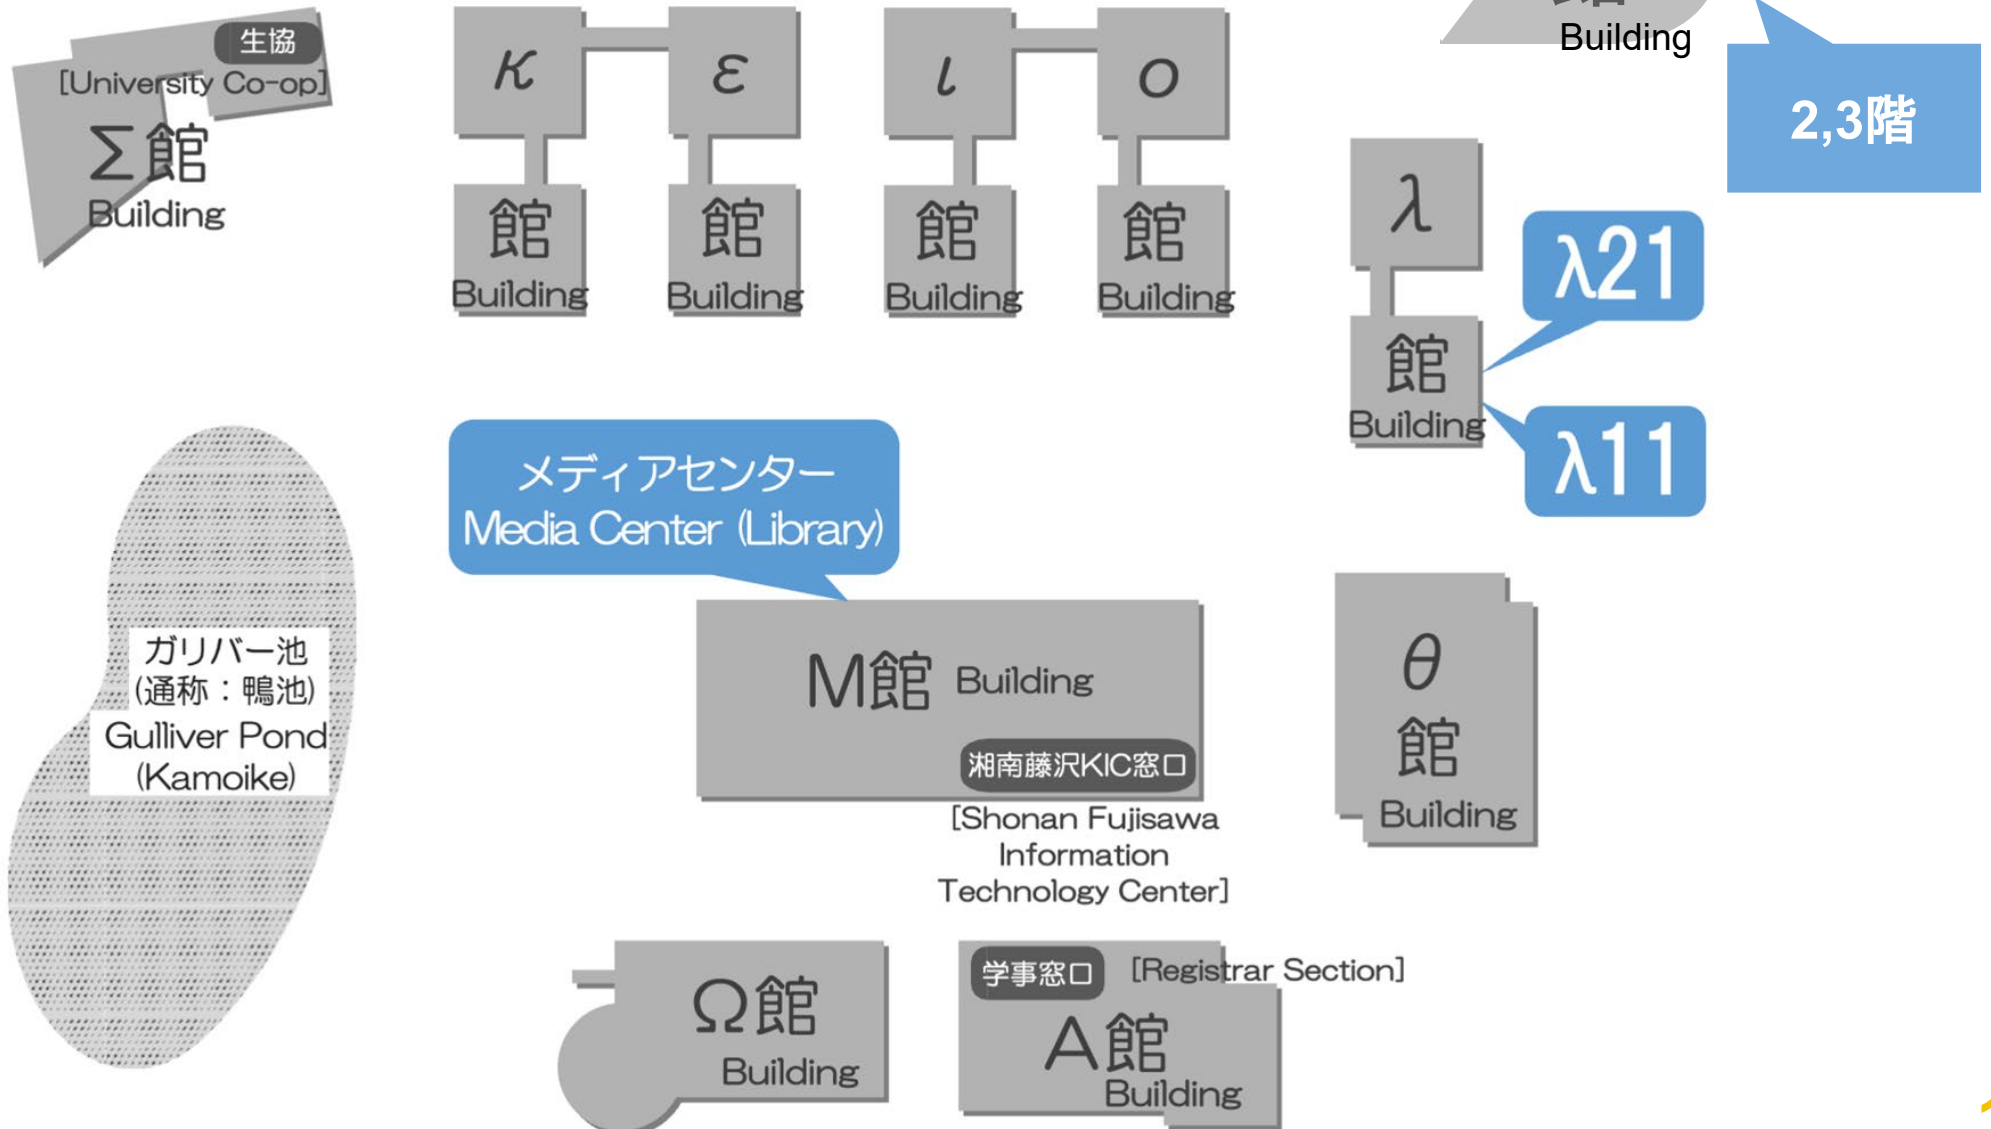 生協
[University Co-op]
Σ館
Building
κ
館
Building
ε
館
Building
ι
館
Building
ο
館
Building
館
Building
2,3階
λ
館
Building
λ21
λ11
メディアセンター
Media Center (Library)
ガリバー池
(通称：鴨池)
Gulliver Pond
(Kamoike)
M館 Building
湘南藤沢KIC窓口
[Shonan Fujisawa
Information
Technology Center]
θ
館
Building
Ω館
Building
学事窓口 [Registrar Section]
A館
Building